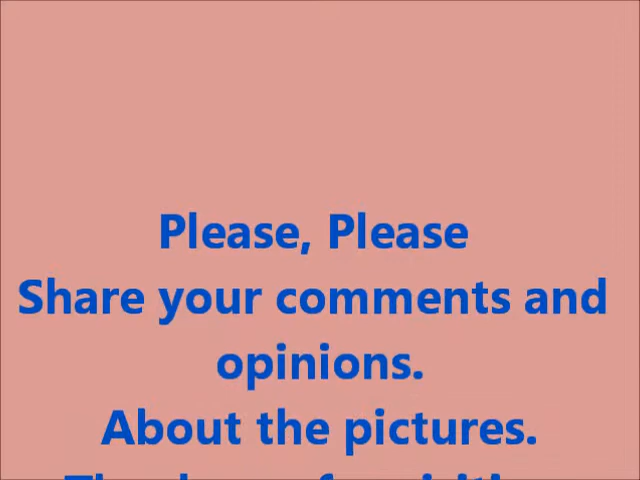 Please, Please
Share your comments and
opinions.
About the pictures.